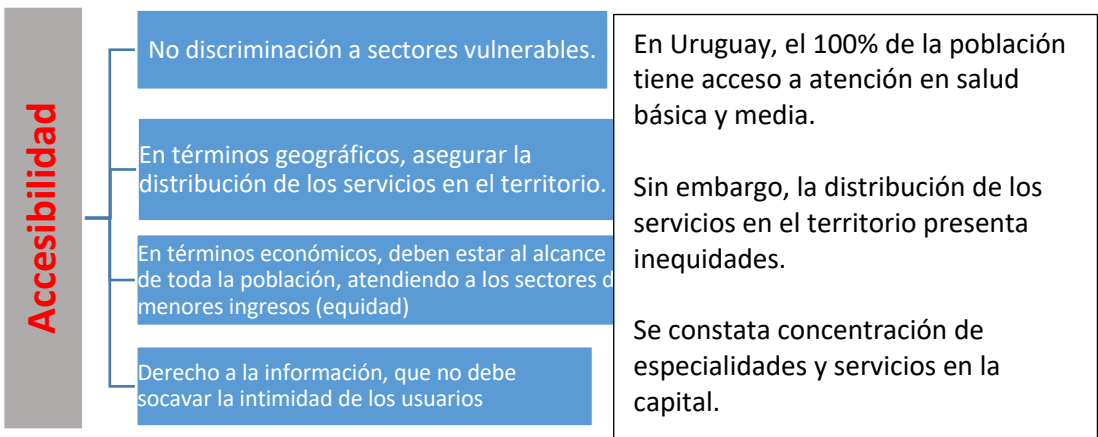 Accesibilidad
No discriminación a sectores vulnerables.
En términos geográficos, asegurar la
distribución de los servicios en el territorio.
En términos económicos, deben estar al alcance
de toda la población, atendiendo a los sectores d
menores ingresos (equidad)
Derecho a la información, que no debe
socavar la intimidad de los usuarios
En Uruguay, el 100% de la población
tiene acceso a atención en salud
básica y media.
Sin embargo, la distribución de los
servicios en el territorio presenta
inequidades.
Se constata concentración de
especialidades y servicios en la
capital.